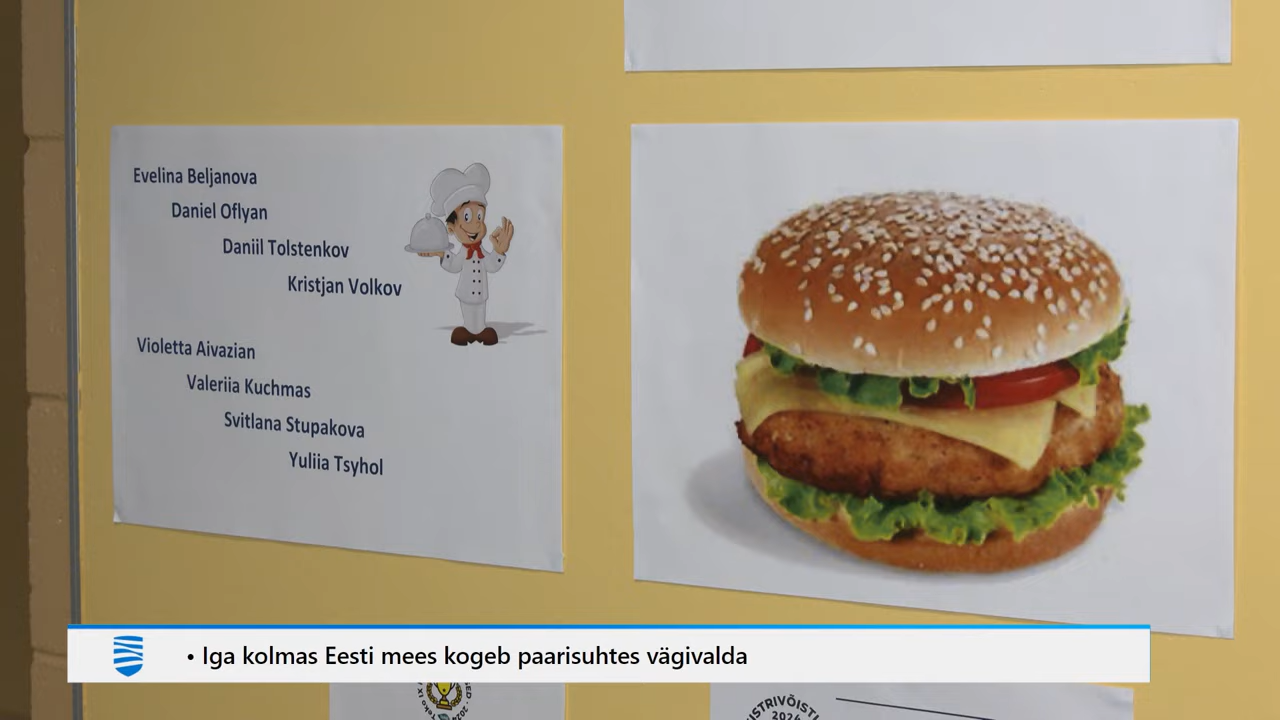 Evelina Beljanova
Daniel Oflyan
Daniil Tolstenkov
Kristjan Volkov
Violetta Aivazian
Valeriia Kuchmas
Svitlana Stupakova
Yuliia Tsyhol
• Iga kolmas Eesti mees kogeb paarisuhtes vägivalda
2024